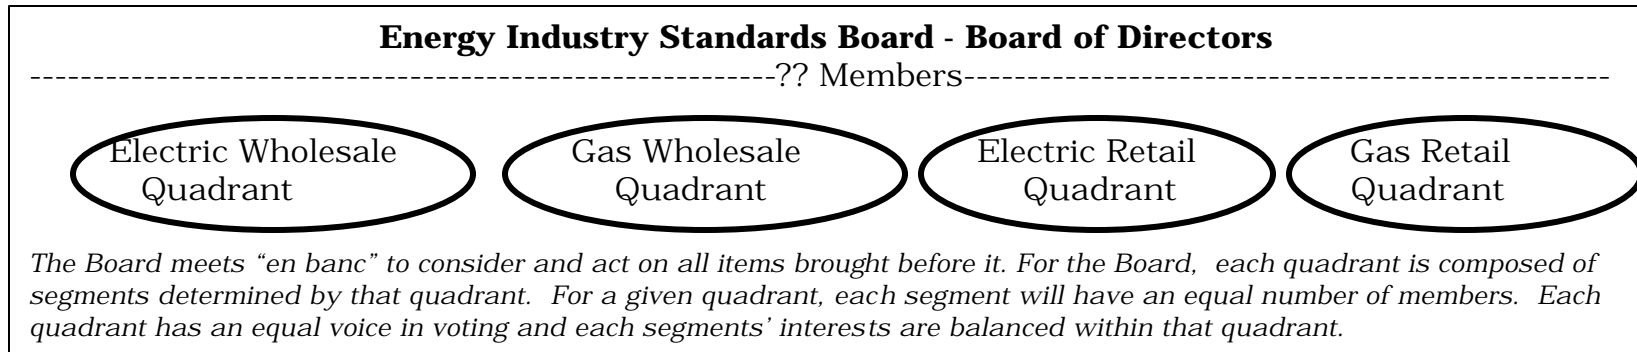 Energy Industry Standards Board - Board of Directors
-----------------------------------------------------------?? Members---------------------------------------------------
Electric Wholesale Quadrant
Gas Wholesale Quadrant
Electric Retail Quadrant
Gas Retail Quadrant
The Board meets “en banc” to consider and act on all items brought before it. For the Board,  each quadrant is composed of
segments determined by that quadrant.  For a given quadrant, each segment will have an equal number of members.  Each
quadrant has an equal voice in voting and each segments’ interests are balanced within that quadrant.